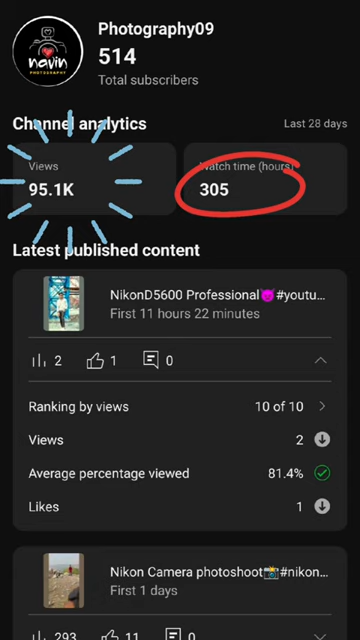 Photography09
514
Total subscribers
navin
PHOTOGRAPHY
Channel analytics
Last 28 days
Views
95.1K
Watch time (hours)
305
Latest published content
NikonD5600 Professional😈#youtu...
First 11 hours 22 minutes
2 1 0
Ranking by views 10 of 10
Views 2
Average percentage viewed 81.4%
Likes 1
Nikon Camera photoshoot📸#nikon...
First 1 days
293 11 0